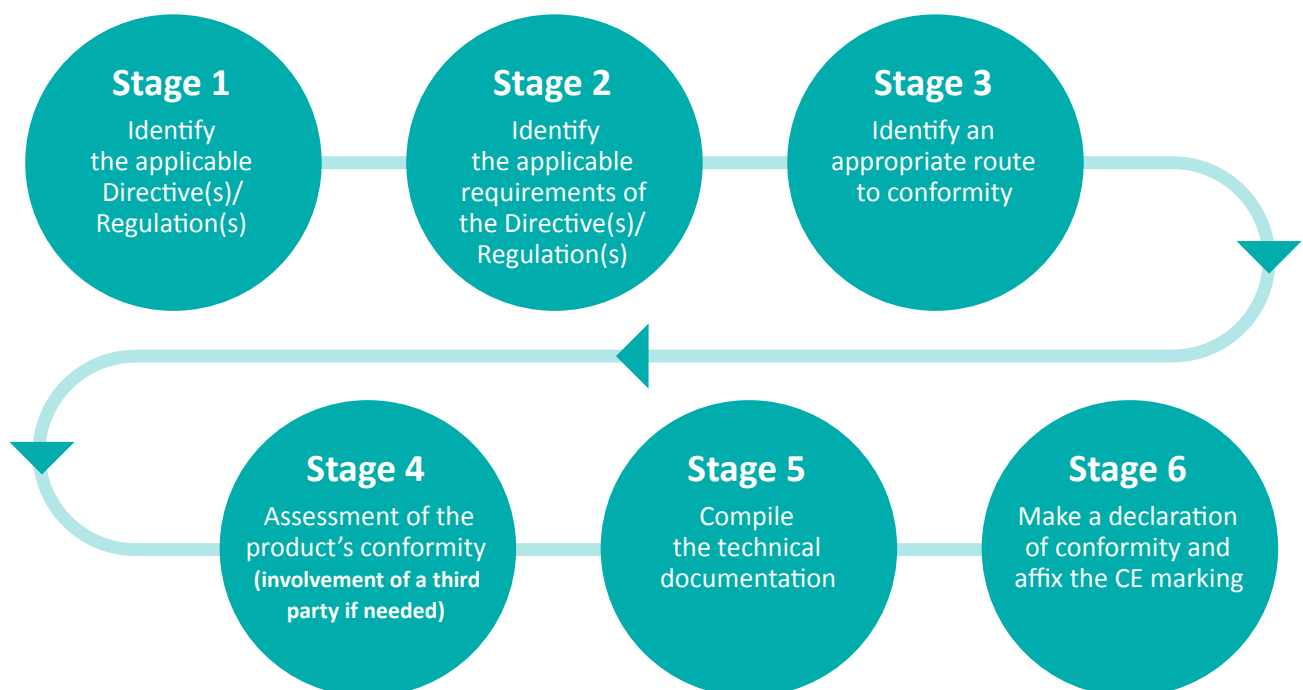 Stage 1
Identify
the applicable
Directive(s)/
Regulation(s)
Stage 2
Identify
the applicable
requirements of
the Directive(s)/
Regulation(s)
Stage 3
Identify an
appropriate route
to conformity
Stage 4
Assessment of the
product’s conformity
(involvement of a third
party if needed)
Stage 5
Compile
the technical
documentation
Stage 6
Make a declaration
of conformity and
affix the CE marking